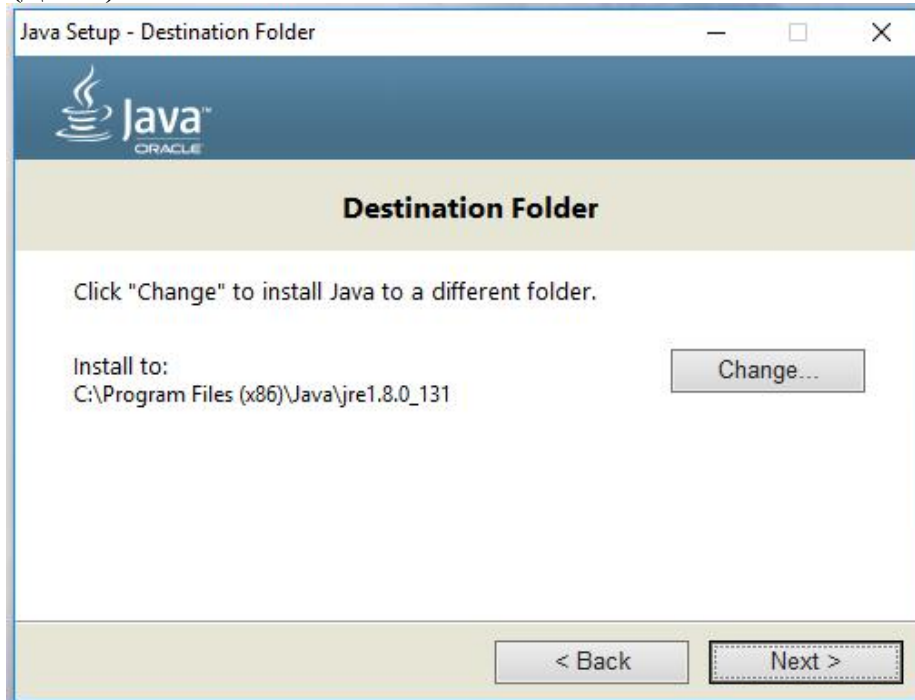 Java Setup - Destination Folder
Java™
ORACLE
Destination Folder
Click "Change" to install Java to a different folder.
Install to:
Change...
C:\Program Files (x86)\Java\jre1.8.0_131
< Back
Next >